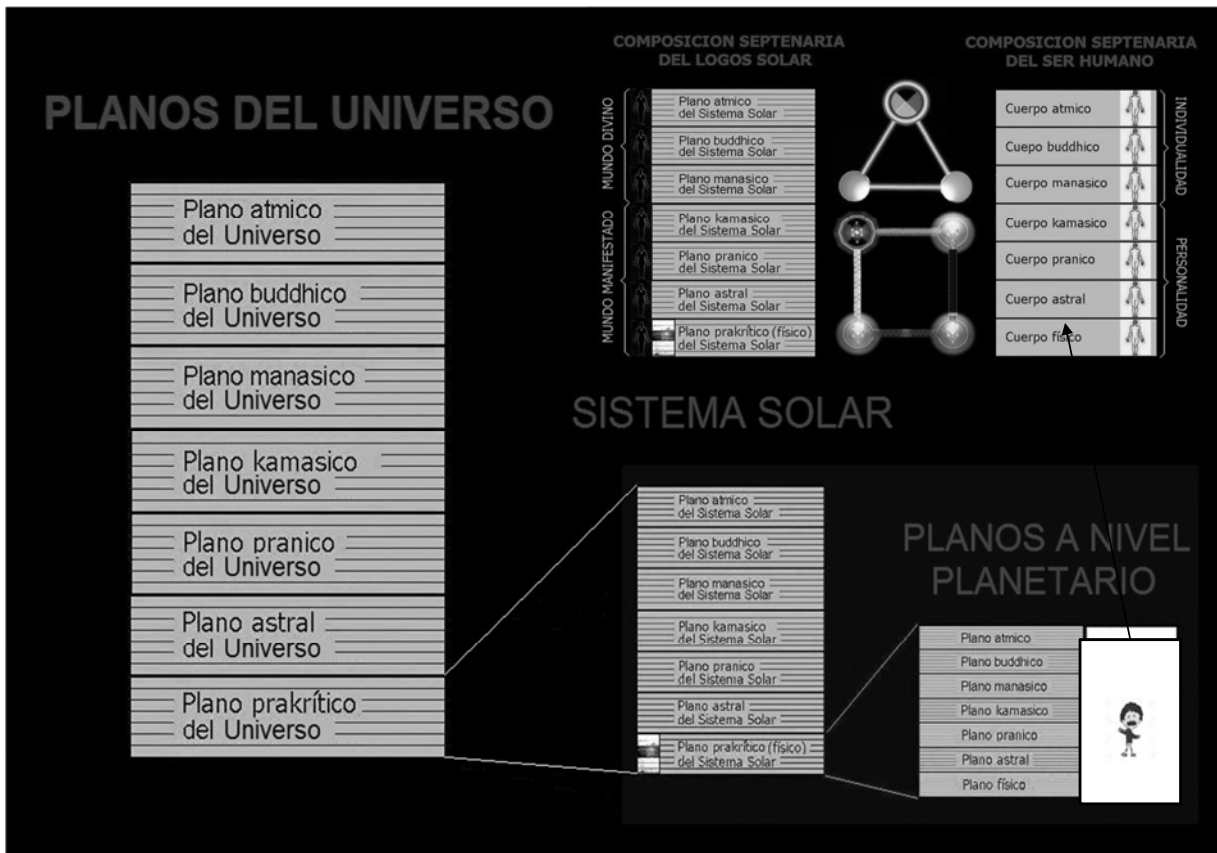 PLANOS DEL UNIVERSO
Plano atmico
del Universo
Plano buddhico
del Universo
Plano manasico
del Universo
Plano kamasico
del Universo
Plano pranico
del Universo
Plano astral
del Universo
Plano prakrítico
del Universo
COMPOSICION SEPTENARIA
DEL LOGOS SOLAR
MUNDO DIVINO
MUNDO MANIFESTADO
Plano atmico
del Sistema Solar
Plano buddhico
del Sistema Solar
Plano manasico
del Sistema Solar
Plano kamasico
del Sistema Solar
Plano pranico
del Sistema Solar
Plano astral
del Sistema Solar
Plano prakrítico (físico)
del Sistema Solar
COMPOSICION SEPTENARIA
DEL SER HUMANO
Cuerpo atmico
Cuepo buddhico
Cuerpo manasico
Cuerpo kamasico
Cuerpo pranico
Cuerpo astral
Cuerpo físico
INDIVIDUALIDAD
PERSONALIDAD
SISTEMA SOLAR
Plano atmico
del Sistema Solar
Plano buddhico
del Sistema Solar
Plano manasico
del Sistema Solar
Plano kamasico
del Sistema Solar
Plano pranico
del Sistema Solar
Plano astral
del Sistema Solar
Plano prakrítico (físico)
del Sistema Solar
PLANOS A NIVEL
PLANETARIO
Plano atmico
Plano buddhico
Plano manasico
Plano kamasico
Plano pranico
Plano astral
Plano físico